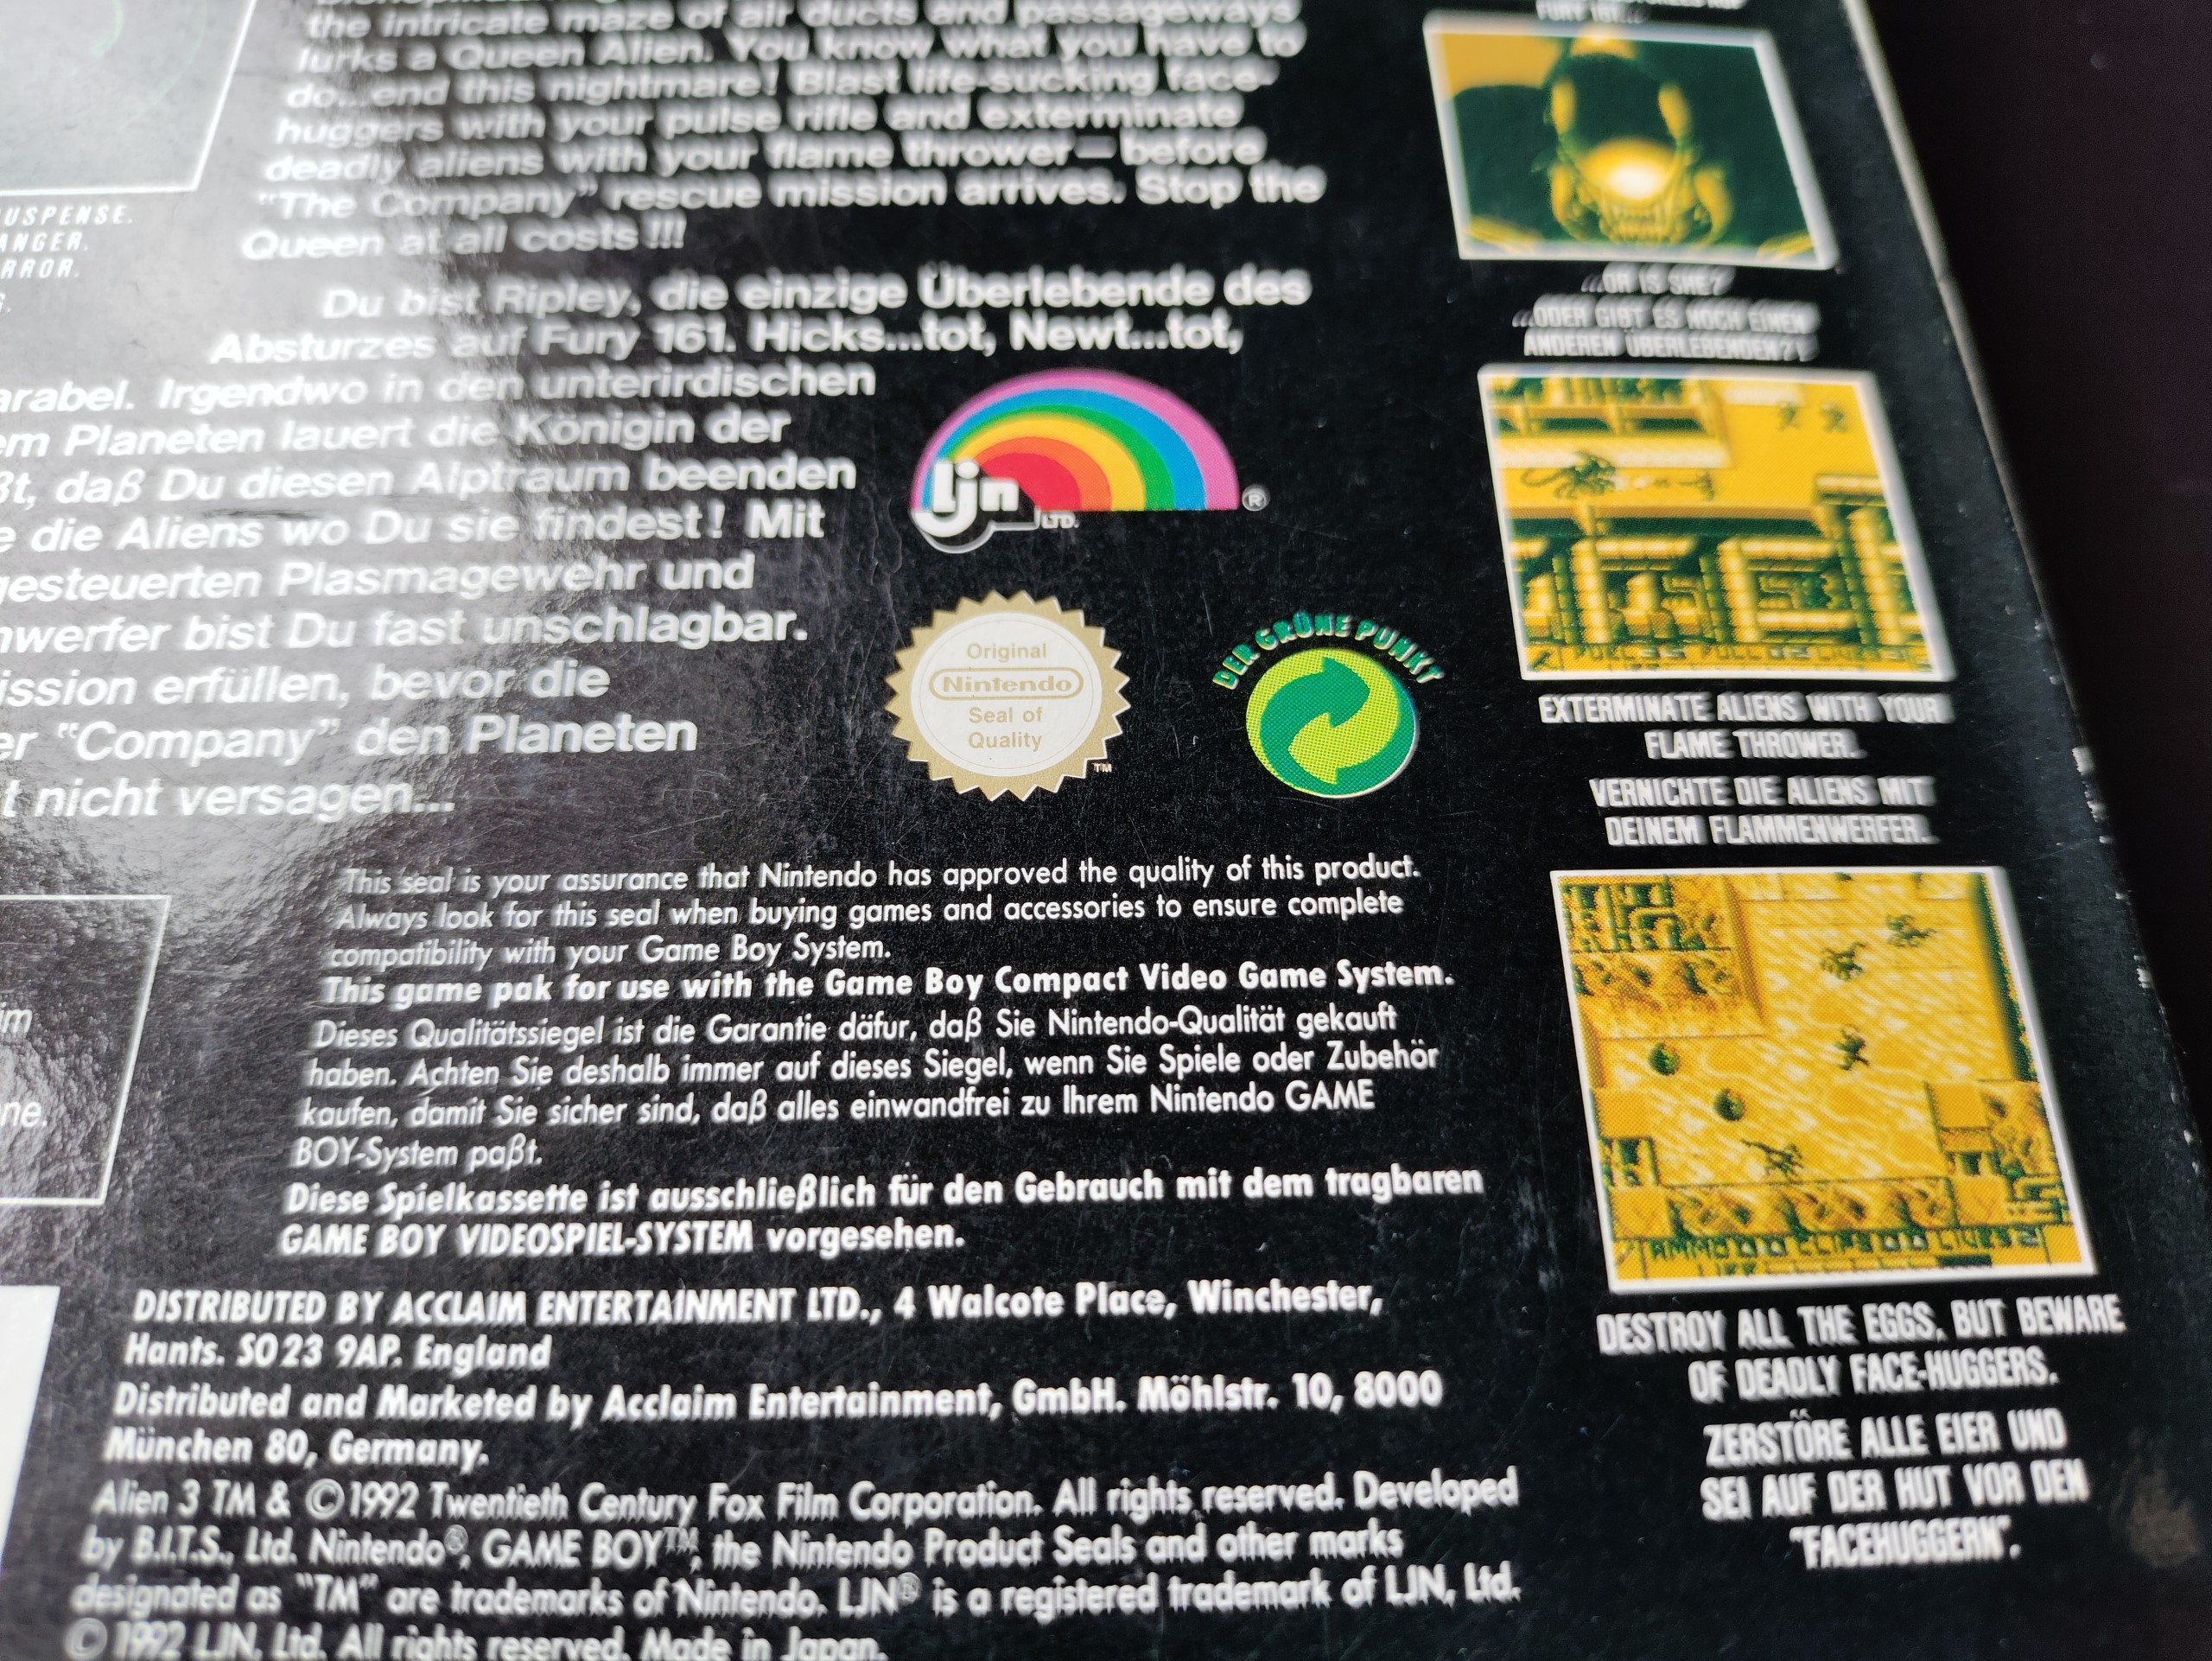 the intricate maze of air ducts and passageways
lurks a Queen Alien. You know what you have to
do...end this nightmare! Blast life-sucking face-
huggers with your pulse rifle and exterminate
deadly aliens with your flame thrower — before
"The Company" rescue mission arrives. Stop the
Queen at all costs !!!
USPENSE.
ANGER.
RROR.
Du bist Ripley, die einzige Überlebende des
Absturzes auf Fury 161. Hicks...tot, Newt...tot,
arabel. Irgendwo in den unterirdischen
em Planeten lauert die Königin der
ßt, daß Du diesen Alptraum beenden
e die Aliens wo Du sie findest! Mit
gesteuerten Plasmagewehr und
nwerfer bist Du fast unschlagbar.
ission erfüllen, bevor die
er "Company" den Planeten
t nicht versagen...
ljn
LTD.
®
Original
Nintendo
Seal of
Quality
TM
DER GRÜNE PUNKT
This seal is your assurance that Nintendo has approved the quality of this product.
Always look for this seal when buying games and accessories to ensure complete
compatibility with your Game Boy System.
This game pak for use with the Game Boy Compact Video Game System.
Dieses Qualitätssiegel ist die Garantie däfur, daß Sie Nintendo-Qualität gekauft
haben. Achten Sie deshalb immer auf dieses Siegel, wenn Sie Spiele oder Zubehör
kaufen, damit Sie sicher sind, daß alles einwandfrei zu Ihrem Nintendo GAME
BOY-System paßt.
Diese Spielkassette ist ausschließlich für den Gebrauch mit dem tragbaren
GAME BOY VIDEOSPIEL-SYSTEM vorgesehen.
im
ne.
DISTRIBUTED BY ACCLAIM ENTERTAINMENT LTD., 4 Walcote Place, Winchester,
Hants. SO23 9AP. England
Distributed and Marketed by Acclaim Entertainment, GmbH. Möhlstr. 10, 8000
München 80, Germany.
Alien 3 TM & ©1992 Twentieth Century Fox Film Corporation. All rights reserved. Developed
by B.I.T.S., Ltd. Nintendo®, GAME BOY™, the Nintendo Product Seals and other marks
designated as "TM" are trademarks of Nintendo. LJN® is a registered trademark of LJN, Ltd.
©1992 LJN, Ltd. All rights reserved. Made in Japan.
...OR IS SHE?
...ODER GIBT ES NOCH EINEN
ANDEREN ÜBERLEBENDEN?!
EXTERMINATE ALIENS WITH YOUR
FLAME THROWER.
VERNICHTE DIE ALIENS MIT
DEINEM FLAMMENWERFER.
AMMO 00 CLIPS 00 LIVES 2
DESTROY ALL THE EGGS, BUT BEWARE
OF DEADLY FACE-HUGGERS.
ZERSTÖRE ALLE EIER UND
SEI AUF DER HUT VOR DEN
"FACEHUGGERN".